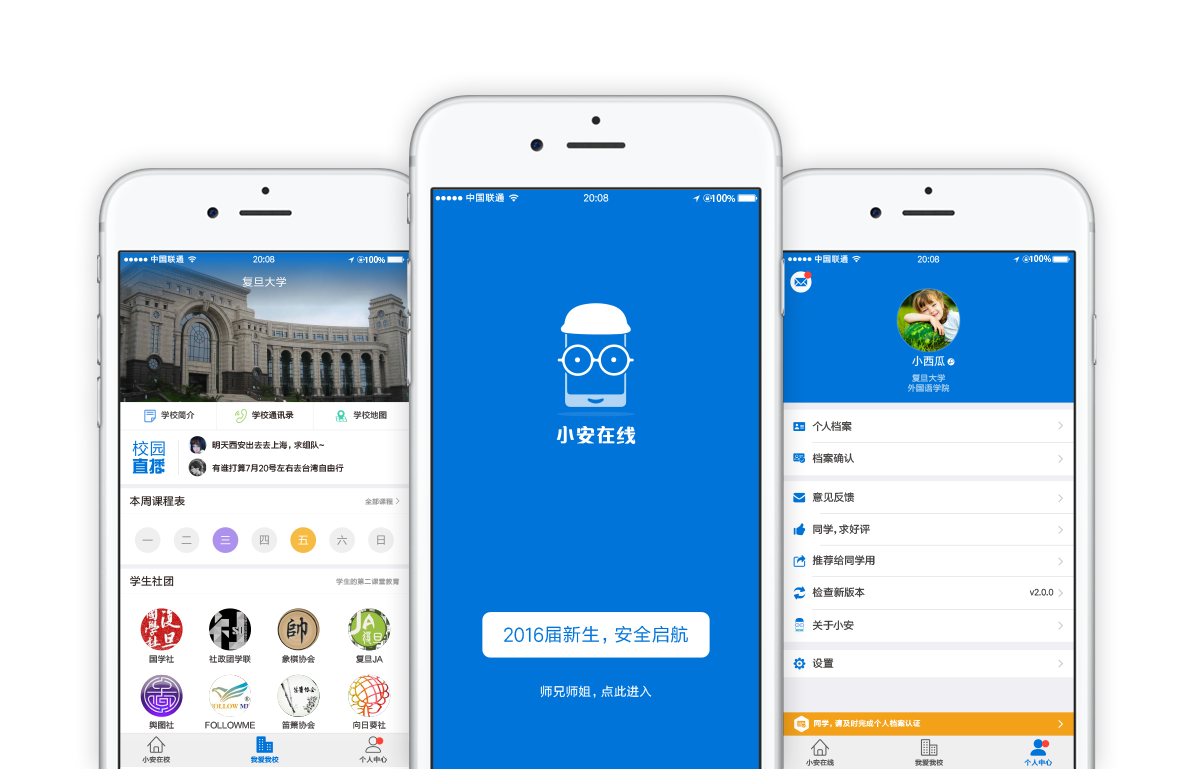 中国联通
20:08
100%
复旦大学
学校简介
学校通讯录
学校地图
校园
直播
明天西安出去去上海，求组队~
有谁打算7月20号左右去台湾自由行
本周课程表
全部课程
一
二
三
四
五
六
日
学生社团
学生的第二课堂教育
国学社
社政团学联
象棋协会
复旦JA
舆图社
FOLLOWME
笛箫协会
向日葵社
小安在校
我爱我校
个人中心
中国联通
20:08
100%
小安在线
2016届新生，安全启航
师兄师姐，点此进入
中国联通
20:08
100%
小西瓜
复旦大学
外国语学院
个人档案
档案确认
意见反馈
同学，求好评
推荐给同学用
检查新版本
v2.0.0
关于小安
设置
同学，请及时完成个人档案认证
小安在线
我爱我校
个人中心